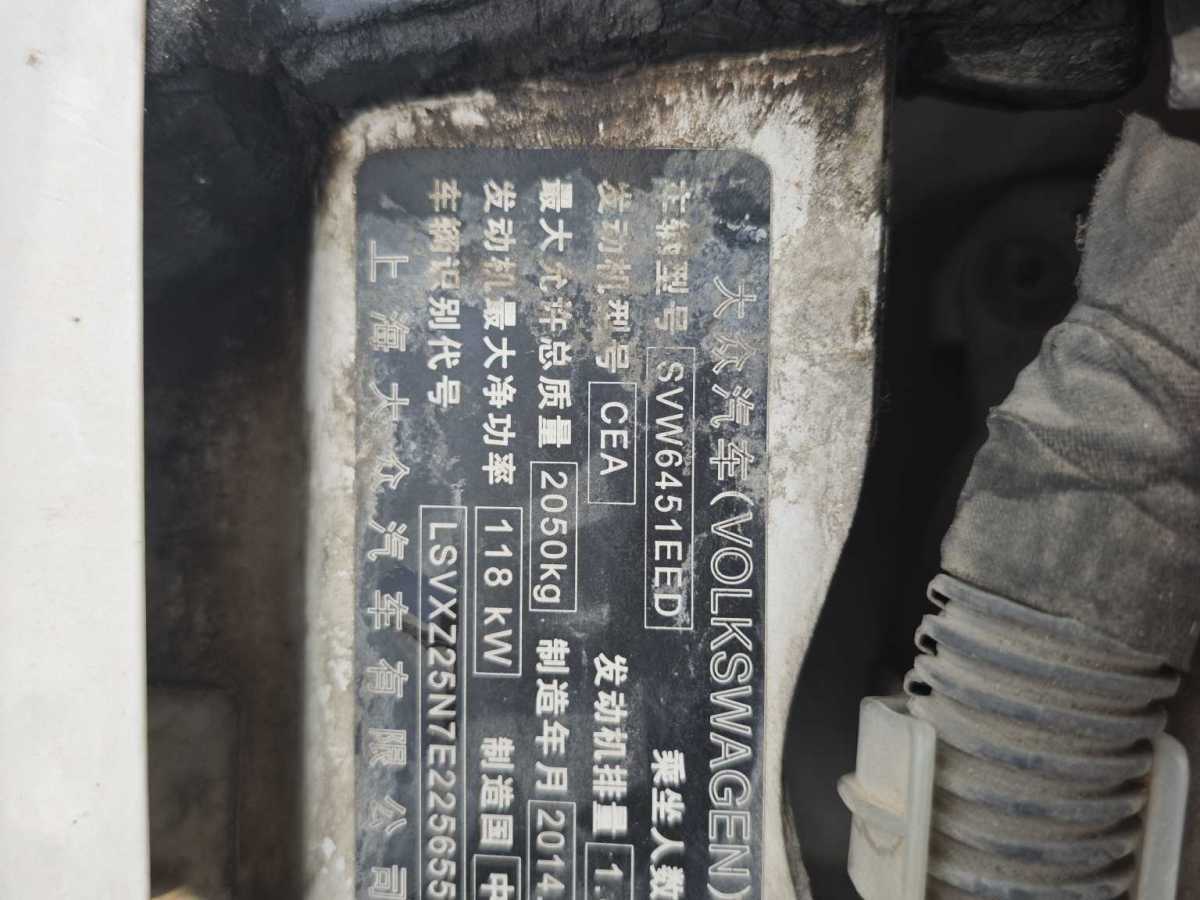 大众汽车(VOLKSWAGEN)
车辆型号 SVW6451EED 乘坐人数
发动机型号 CEA 发动机排量 1.
最大允许总质量 2050kg 制造年月 2014.
发动机最大净功率 118 kW 制造国 中
车辆识别代号 LSVXZ25N7E225655
上海大众汽车有限公司